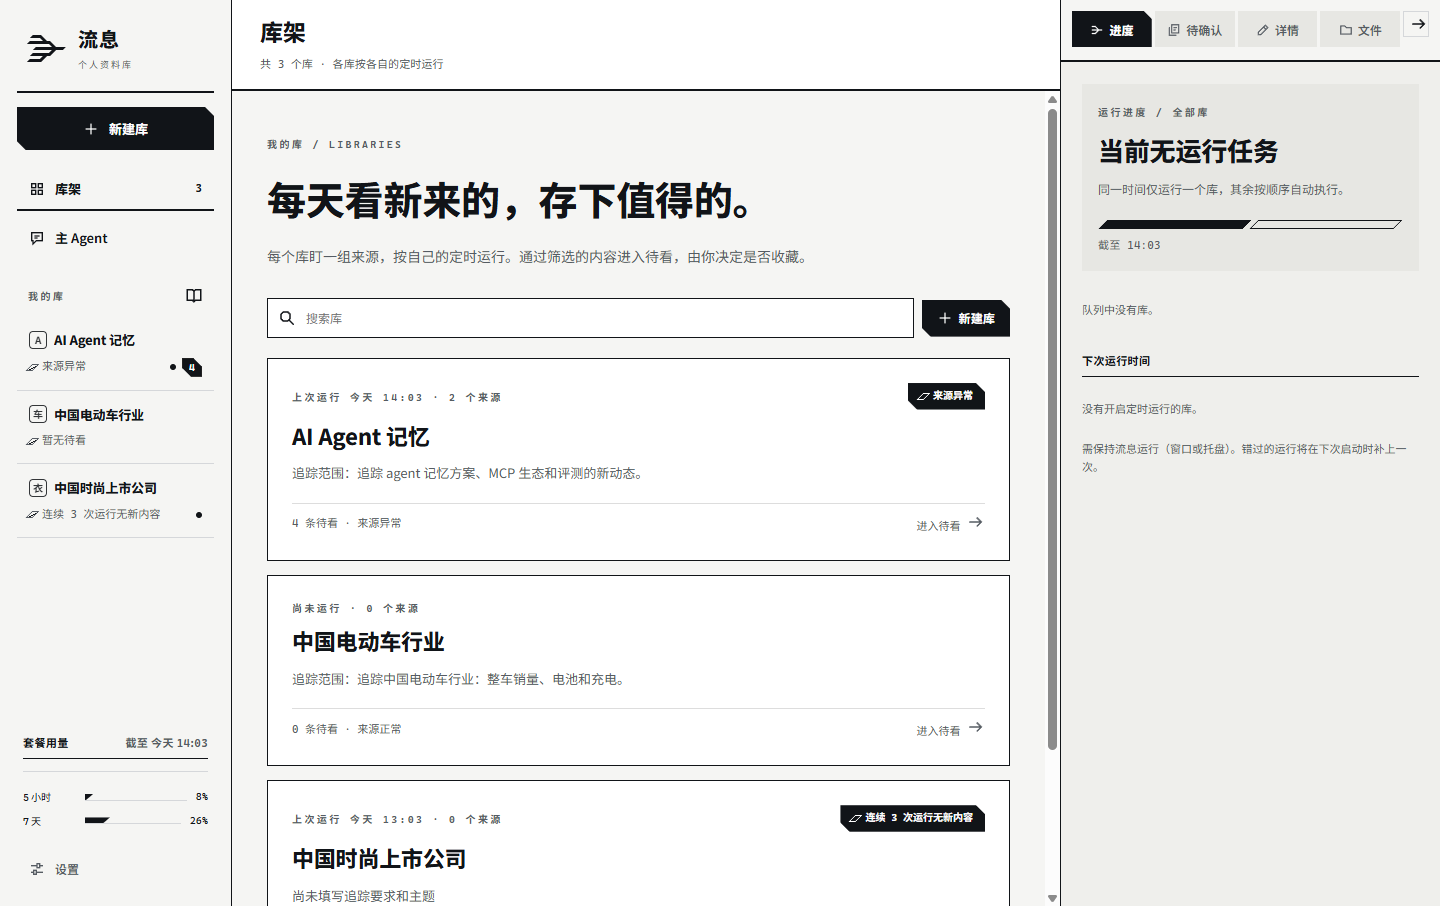 流息
个人资料库
新建库
库架 3
主 Agent
我的库
A AI Agent 记忆
来源异常 4
车 中国电动车行业
暂无待看
衣 中国时尚上市公司
连续 3 次运行无新内容
套餐用量 截至 今天 14:03
5 小时 8%
7 天 26%
设置
库架
共 3 个库 · 各库按各自的定时运行
我的库 / LIBRARIES
每天看新来的，存下值得的。
每个库盯一组来源，按自己的定时运行。通过筛选的内容进入待看，由你决定是否收藏。
搜索库
新建库
上次运行 今天 14:03 · 2 个来源
来源异常
AI Agent 记忆
追踪范围：追踪 agent 记忆方案、MCP 生态和评测的新动态。
4 条待看 · 来源异常
进入待看
尚未运行 · 0 个来源
中国电动车行业
追踪范围：追踪中国电动车行业：整车销量、电池和充电。
0 条待看 · 来源正常
进入待看
上次运行 今天 13:03 · 0 个来源
连续 3 次运行无新内容
中国时尚上市公司
尚未填写追踪要求和主题
进度
待确认
详情
文件
运行进度 / 全部库
当前无运行任务
同一时间仅运行一个库，其余按顺序自动执行。
截至 14:03
队列中没有库。
下次运行时间
没有开启定时运行的库。
需保持流息运行（窗口或托盘）。错过的运行将在下次启动时补上一
次。